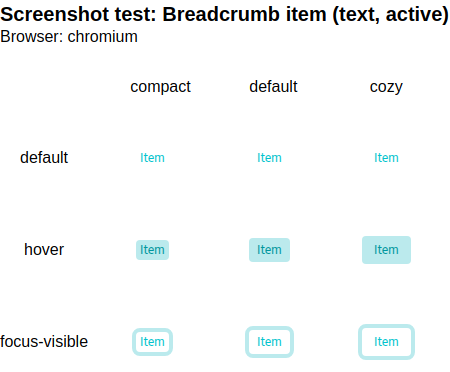 Screenshot test: Breadcrumb item (text, active)
Browser: chromium
compact default cozy
default Item Item Item
hover Item Item Item
focus-visible Item Item Item